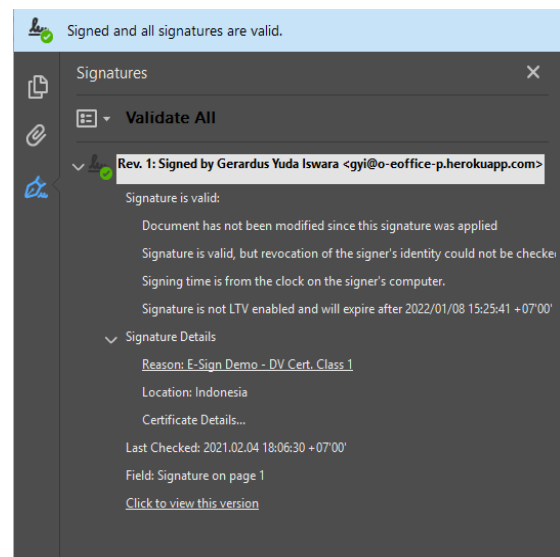 Signed and all signatures are valid.
Signatures
Validate All
Rev. 1: Signed by Gerardus Yuda Iswara <gyi@o-eoffice-p.herokuapp.com>
Signature is valid:
Document has not been modified since this signature was applied
Signature is valid, but revocation of the signer's identity could not be checke
Signing time is from the clock on the signer's computer.
Signature is not LTV enabled and will expire after 2022/01/08 15:25:41 +07'00'
Signature Details
Reason: E-Sign Demo - DV Cert. Class 1
Location: Indonesia
Certificate Details...
Last Checked: 2021.02.04 18:06:30 +07'00'
Field: Signature on page 1
Click to view this version